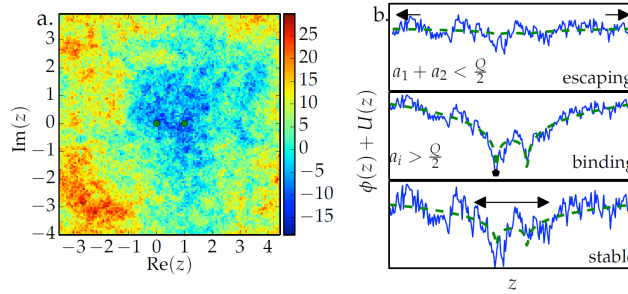 a.
Im(z)
4
3
2
1
0
−1
−2
−3
−4
−3 −2 −1 0 1 2 3 4
Re(z)
25
20
15
10
5
0
−5
−10
−15
b.
ϕ(z) + U(z)
a₁ + a₂ < Q/2
escaping
aᵢ > Q/2
binding
stable
z